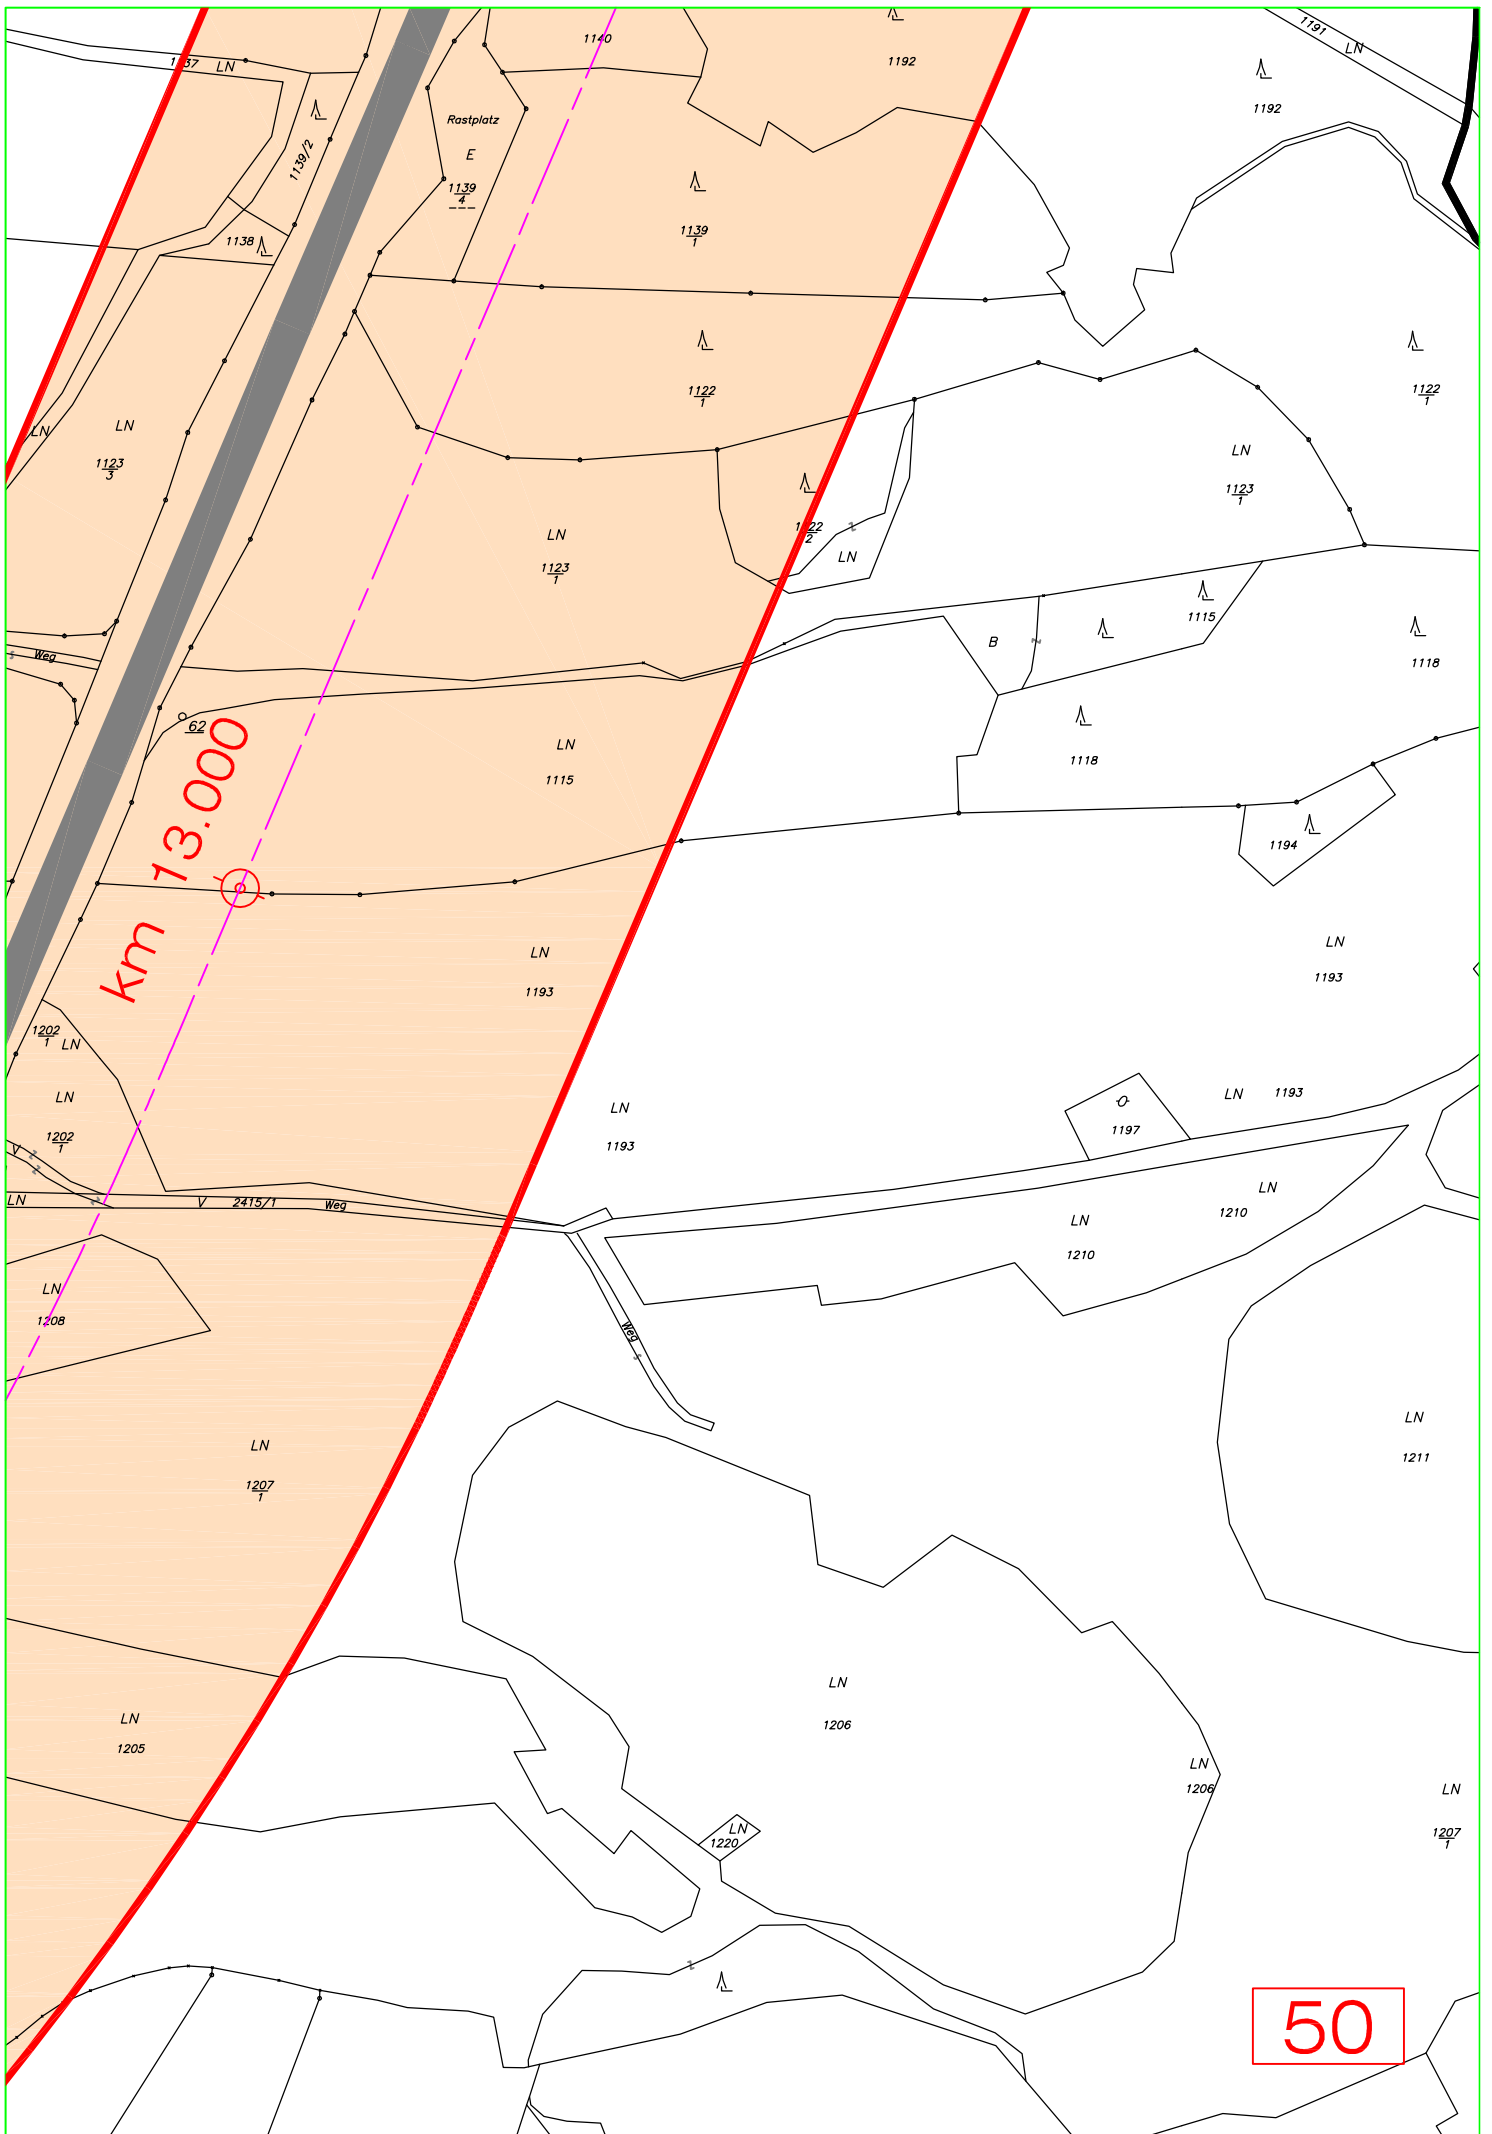 1140
1192
1191
LN
1137
LN
1192
Rastplatz
E
1139/2
1139
4
1138
1139
1
1122
1
1122
1
LN
LN
1123
3
LN
1123
1
1122
2
LN
LN
1123
1
1115
B
1118
Weg
62
LN
1115
1118
1194
km 13.000
LN
1193
LN
1193
1202
1
LN
LN
1202
1
V
LN
V
2415/1
Weg
LN
1193
LN
1193
1197
LN
1210
LN
1210
LN
1208
Weg
LN
1211
LN
1207
1
LN
1206
LN
1205
LN
1206
LN
1207
1
LN
1220
50